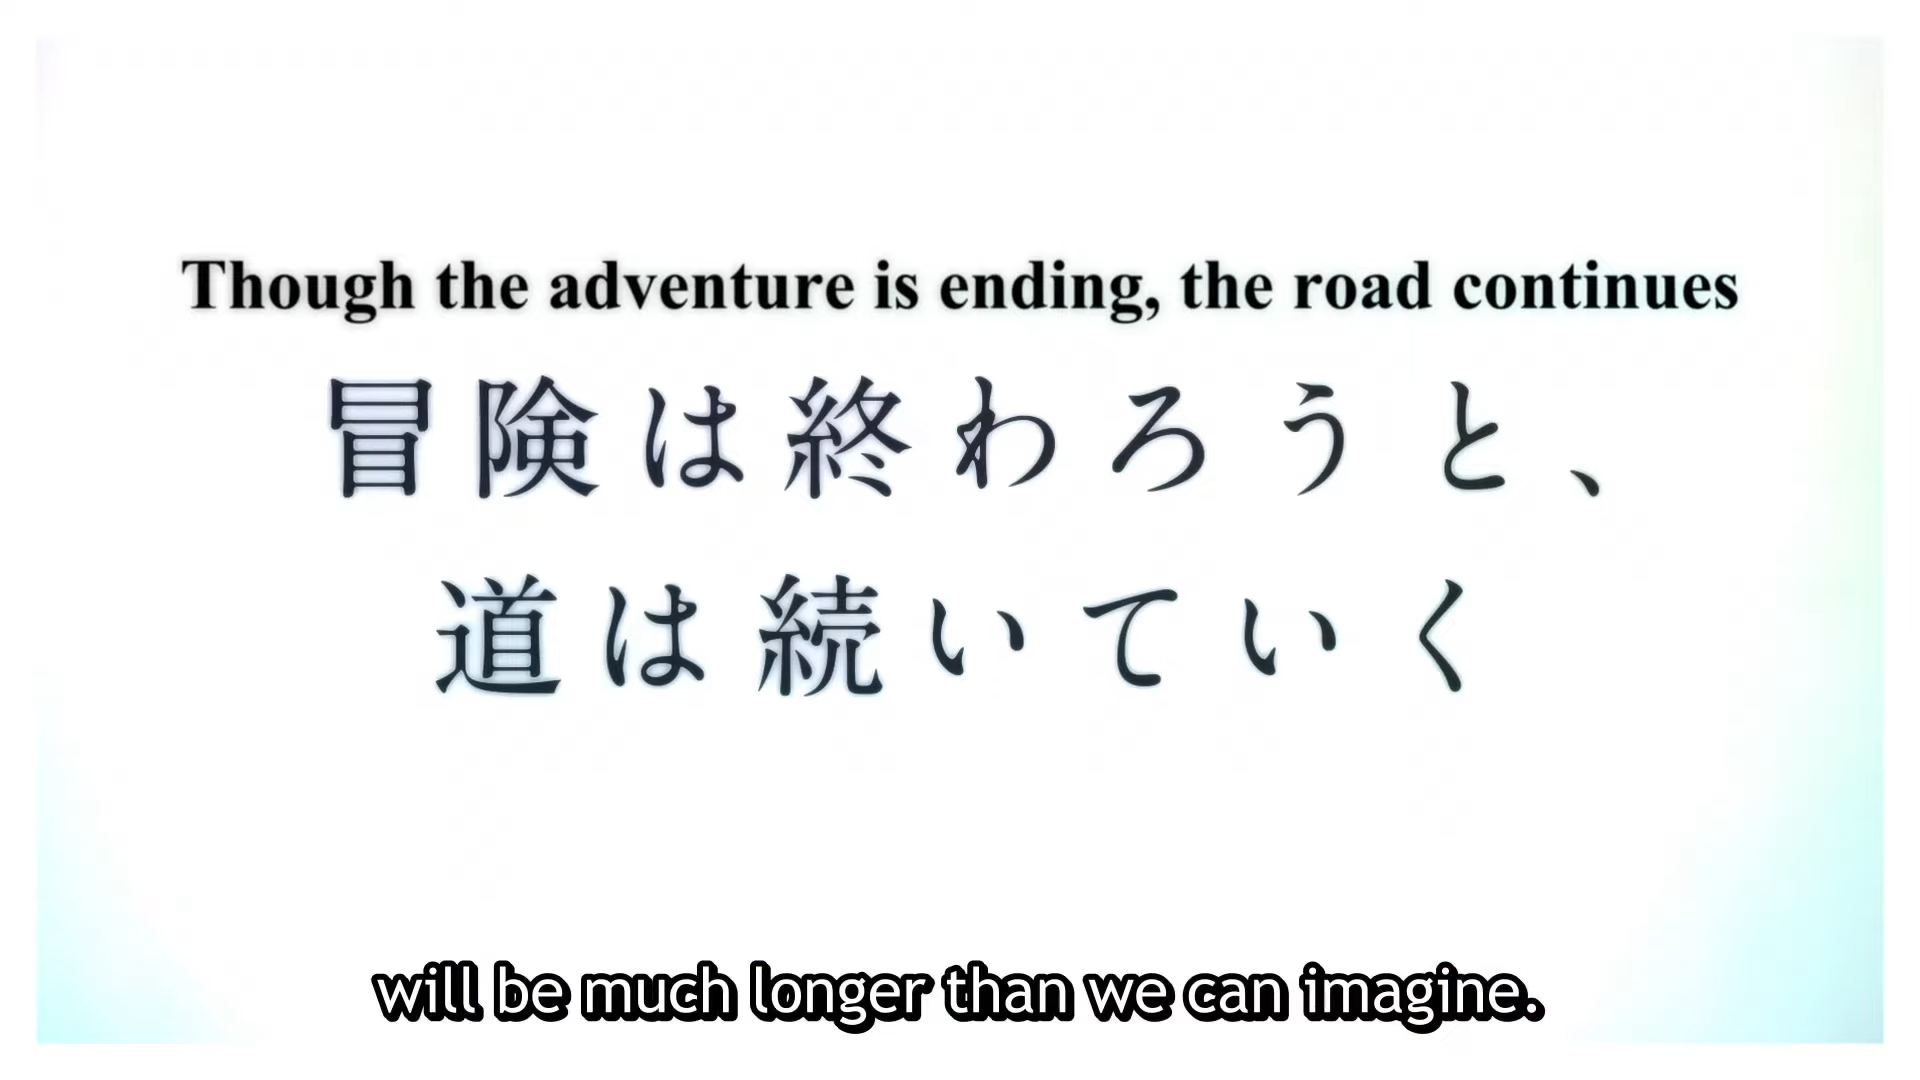 Though the adventure is ending, the road continues
冒険は終わろうと、
道は続いていく
will be much longer than we can imagine.